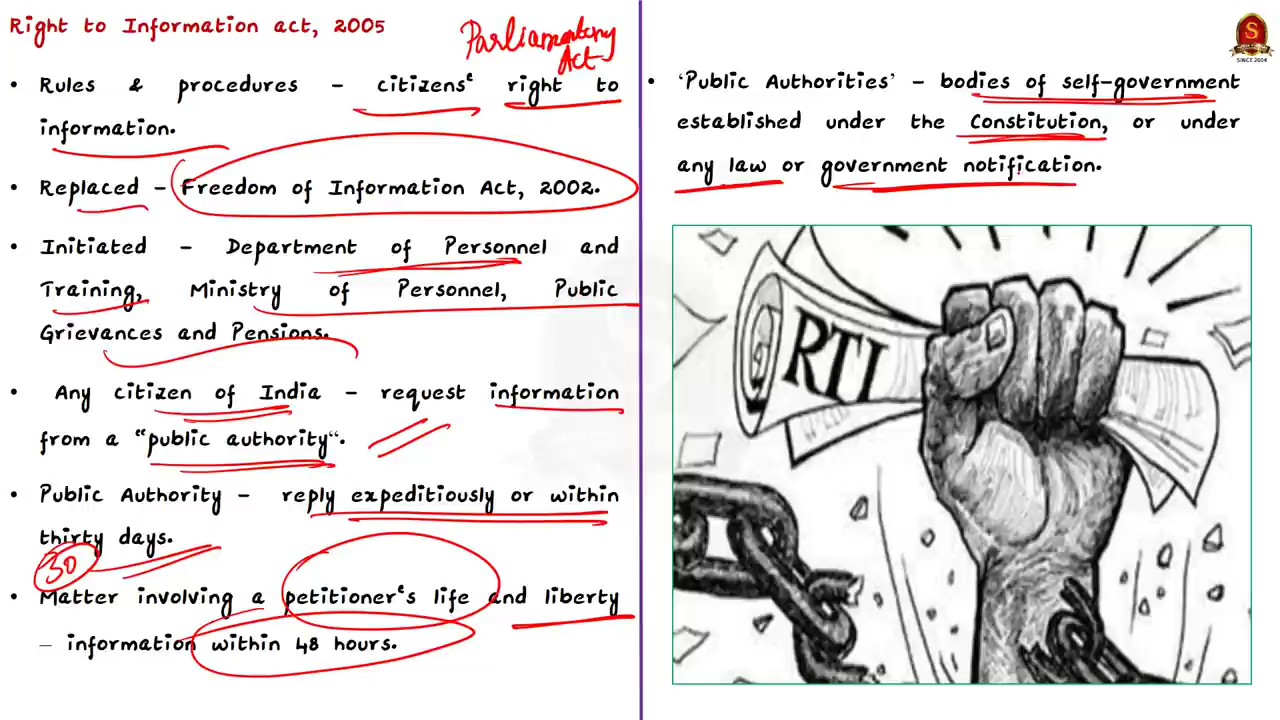 Right to Information act, 2005
Parliamentary
Act
• Rules & procedures – citizensᵉ right to
information.
• Replaced – Freedom of Information Act, 2002.
• Initiated – Department of Personnel and
Training, Ministry of Personnel, Public
Grievances and Pensions.
• Any citizen of India – request information
from a “public authority“.
• Public Authority – reply expeditiously or within
thirty days.
30
• Matter involving a petitionerᵉs life and liberty
– information within 48 hours.
• ‘Public Authorities’ – bodies of self-government
established under the Constitution, or under
any law or government notification.
RTI
S
SINCE 2004